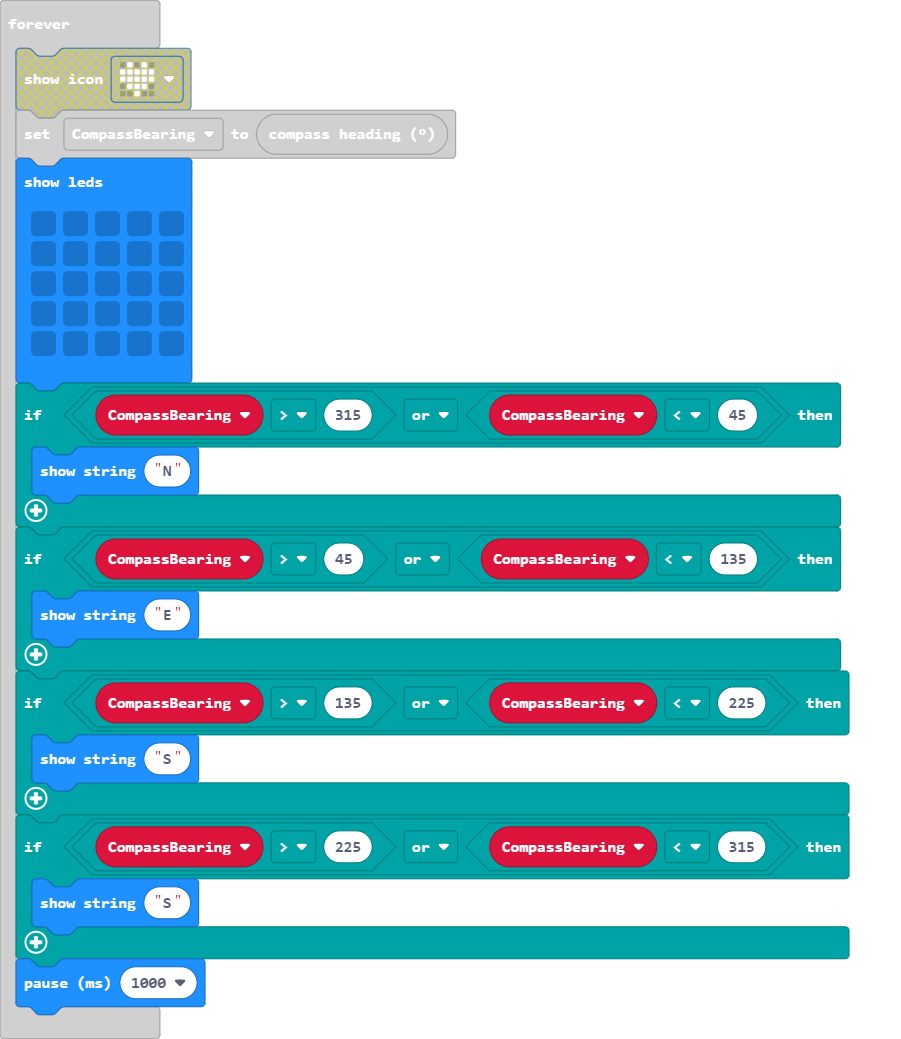 forever
show icon
set CompassBearing to compass heading (º)
show leds
if CompassBearing > 315 or CompassBearing < 45 then
show string "N"
if CompassBearing > 45 or CompassBearing < 135 then
show string "E"
if CompassBearing > 135 or CompassBearing < 225 then
show string "S"
if CompassBearing > 225 or CompassBearing < 315 then
show string "S"
pause (ms) 1000